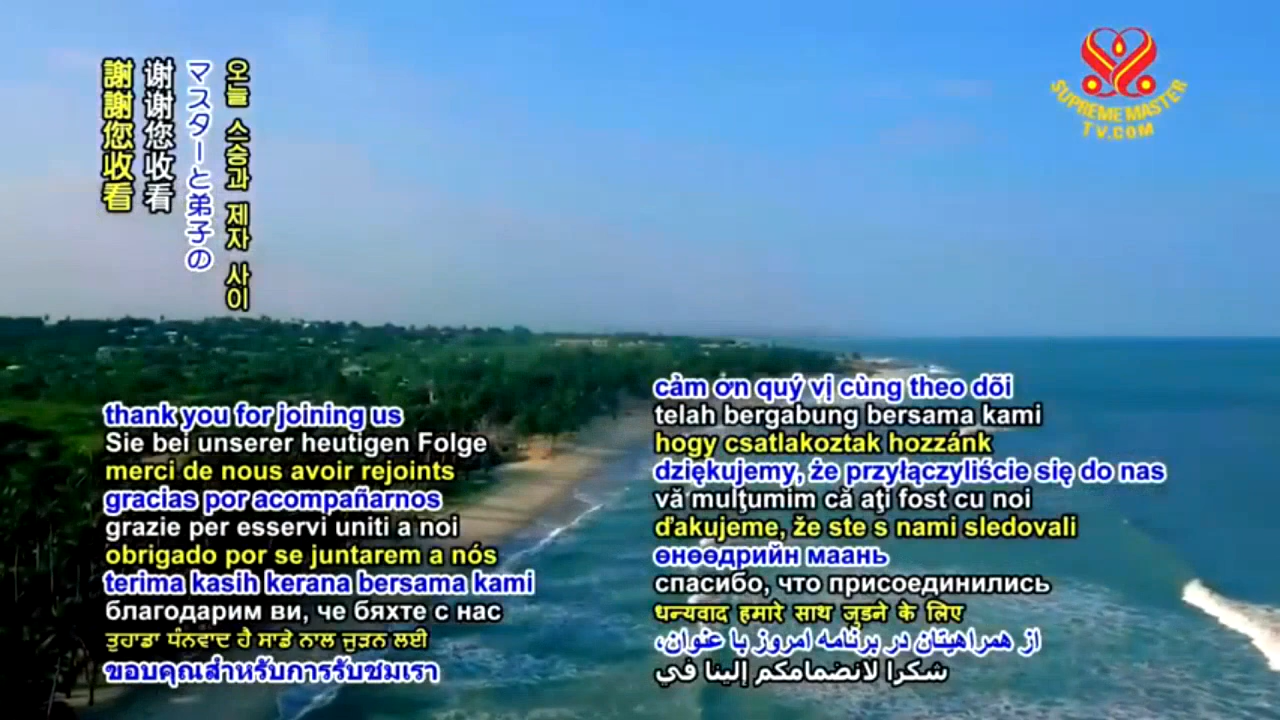 오늘 스승과 제자 사이
マスターと弟子の
谢谢您收看
謝謝您收看
SUPREME MASTER
TV.COM
thank you for joining us
Sie bei unserer heutigen Folge
merci de nous avoir rejoints
gracias por acompañarnos
grazie per esservi uniti a noi
obrigado por se juntarem a nós
terima kasih kerana bersama kami
благодарим ви, че бяхте с нас
ਤੁਹਾਡਾ ਧੰਨਵਾਦ ਹੈ ਸਾਡੇ ਨਾਲ ਜੁੜਨ ਲਈ
ขอบคุณสำหรับการรับชมเรา
cảm ơn quý vị cùng theo dõi
telah bergabung bersama kami
hogy csatlakoztak hozzánk
dziękujemy, że przyłączyliście się do nas
vă mulţumim că aţi fost cu noi
ďakujeme, že ste s nami sledovali
өнөөдрийн маань
спасибо, что присоединились
धन्यवाद हमारे साथ जुडने के लिए
از همراهیتان در برنامه امروز با عنوان،
شكرا لانضمامكم إلينا في